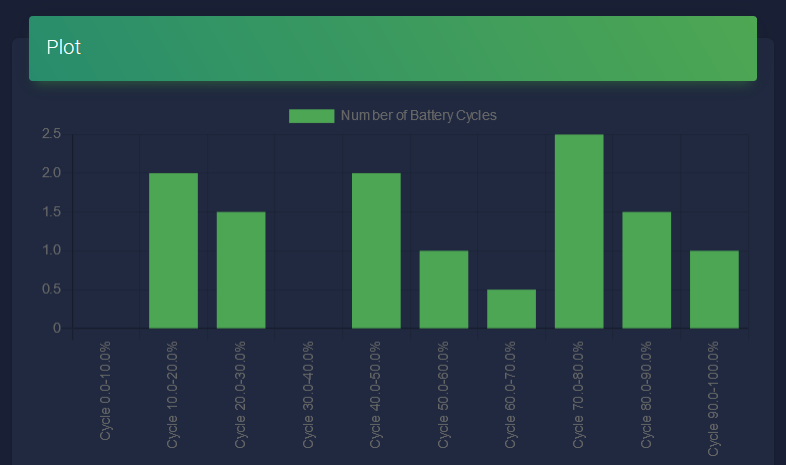 Plot
Number of Battery Cycles
2.5
2.0
1.5
1.0
0.5
0
Cycle 0.0-10.0%
Cycle 10.0-20.0%
Cycle 20.0-30.0%
Cycle 30.0-40.0%
Cycle 40.0-50.0%
Cycle 50.0-60.0%
Cycle 60.0-70.0%
Cycle 70.0-80.0%
Cycle 80.0-90.0%
Cycle 90.0-100.0%